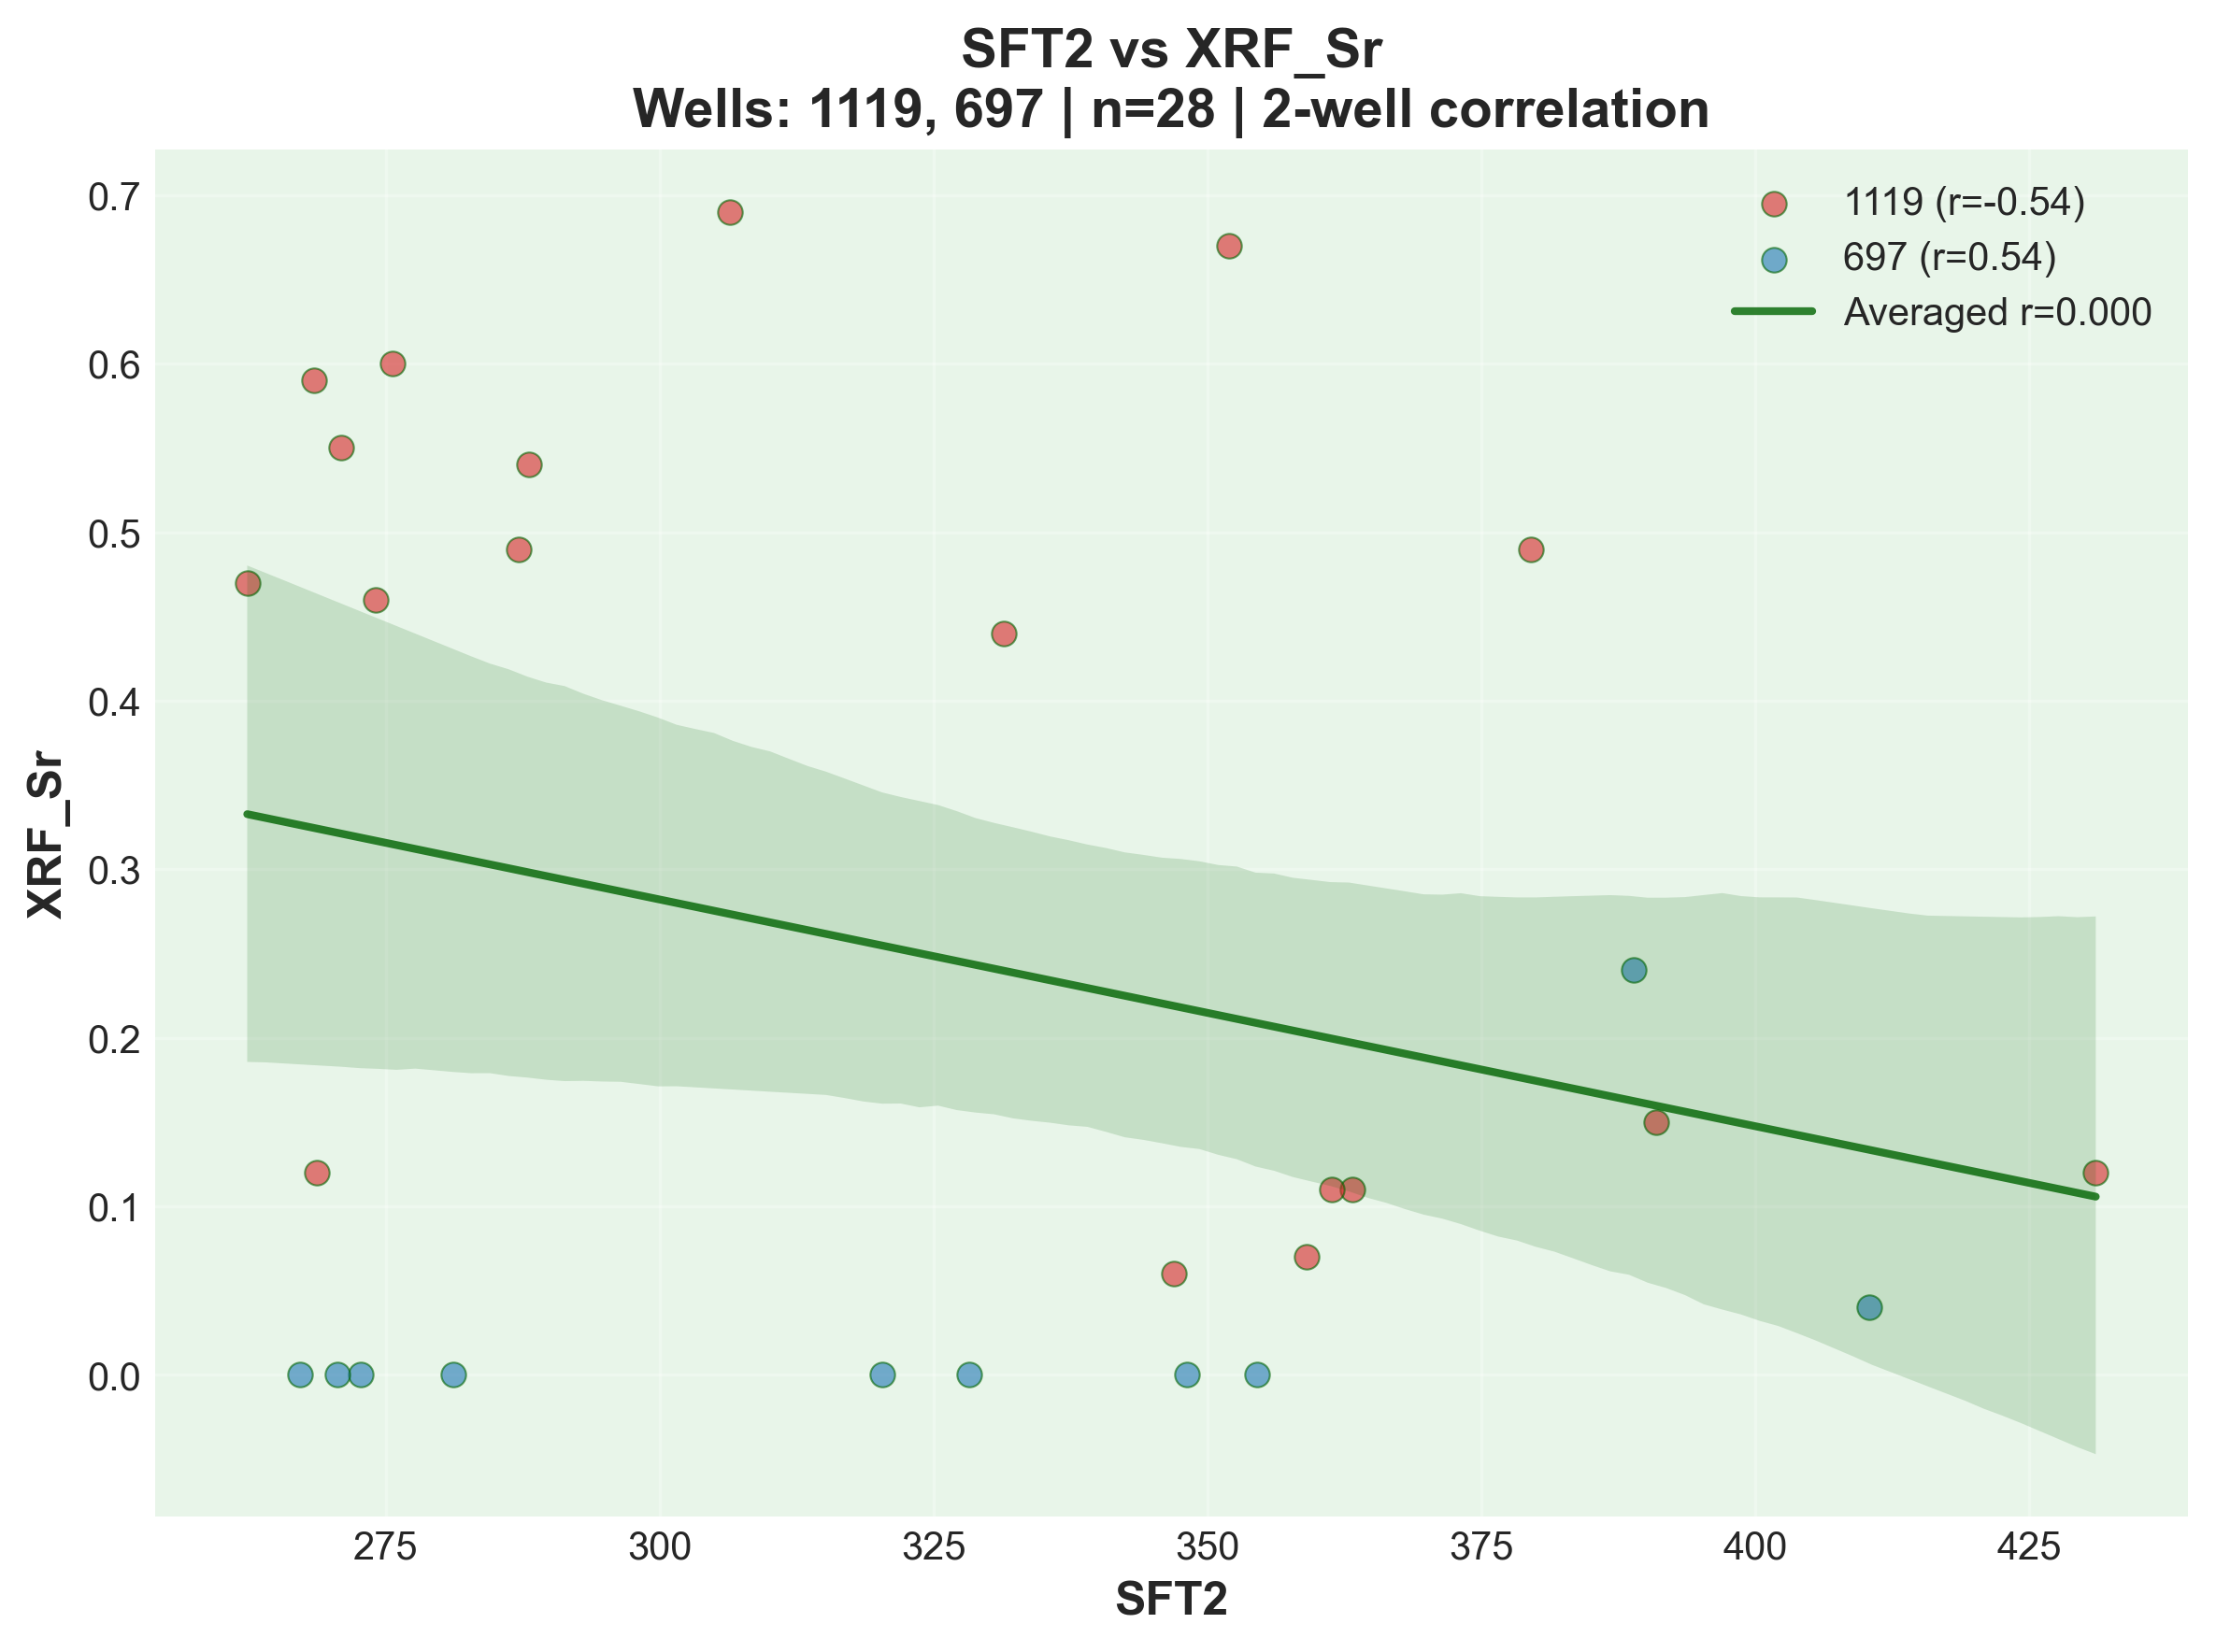 SFT2 vs XRF_Sr
Wells: 1119, 697 | n=28 | 2-well correlation
1119 (r=-0.54)
697 (r=0.54)
Averaged r=0.000
XRF_Sr
0.7
0.6
0.5
0.4
0.3
0.2
0.1
0.0
275 300 325 350 375 400 425
SFT2